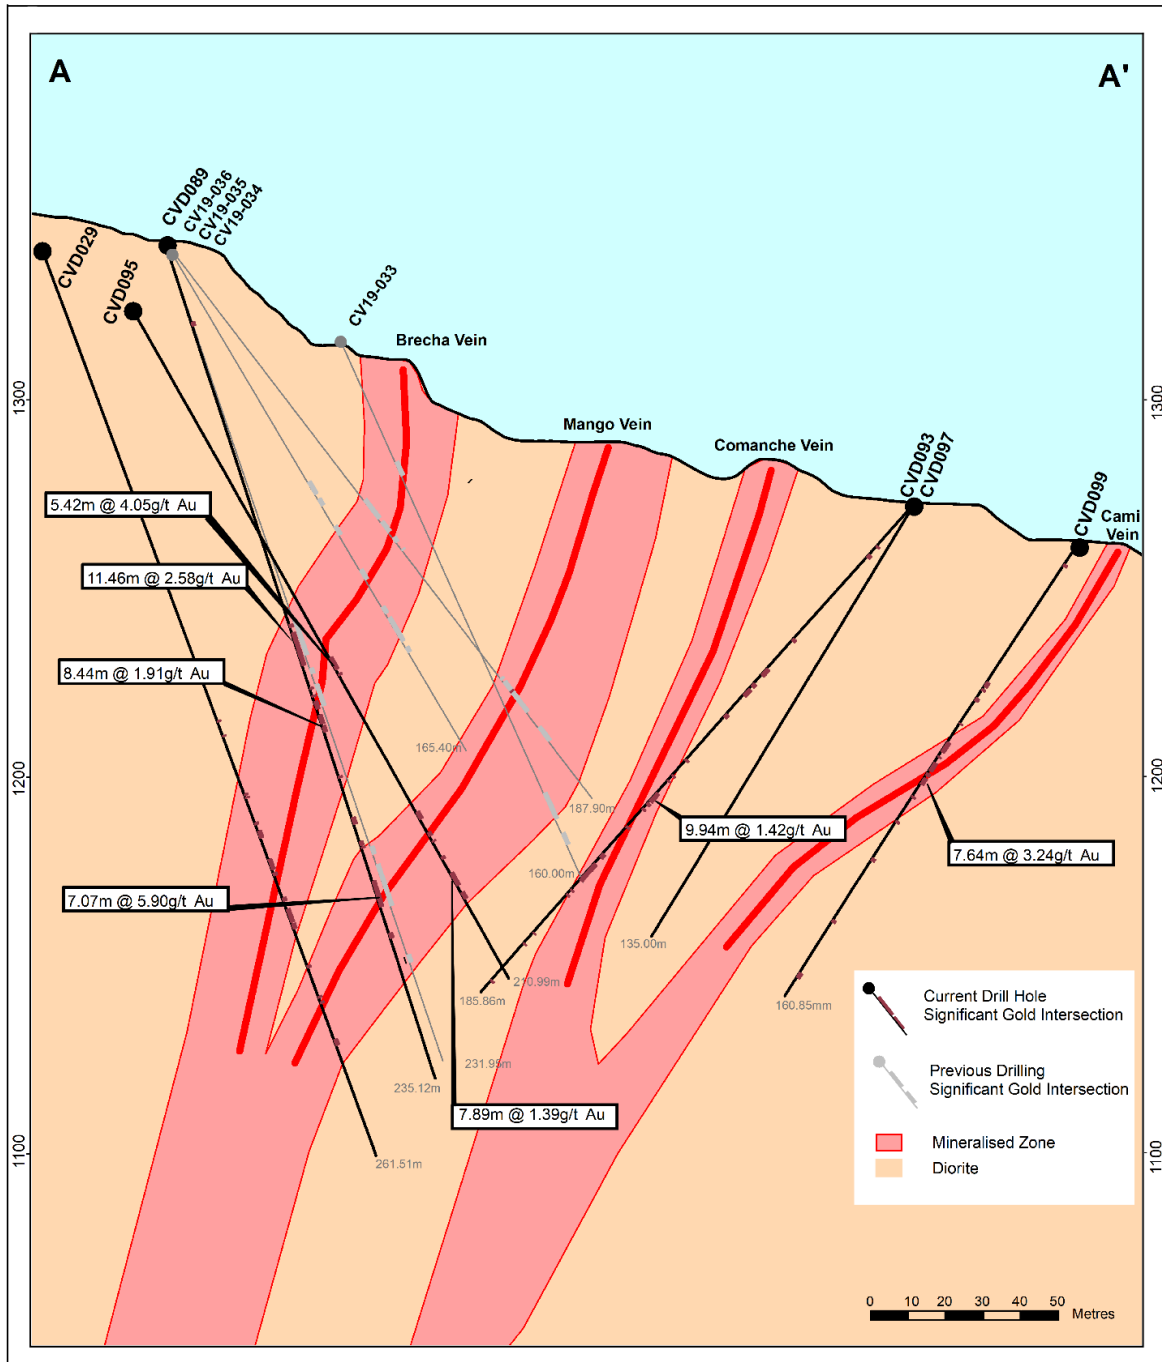 A
A'
CVD089
CV19-036
CV19-035
CV19-034
CVD029
CVD095
CV19-033
Brecha Vein
Mango Vein
Comanche Vein
CVD093
CVD097
CVD099
Cami
Vein
1300
1300
5.42m @ 4.05g/t Au
11.46m @ 2.58g/t Au
8.44m @ 1.91g/t Au
165.40m
1200
1200
187.90m
9.94m @ 1.42g/t Au
7.64m @ 3.24g/t Au
160.00m
7.07m @ 5.90g/t Au
135.00m
210.99m
185.86m
160.85mm
231.95m
235.12m
7.89m @ 1.39g/t Au
261.51m
1100
1100
Current Drill Hole
Significant Gold Intersection
Previous Drilling
Significant Gold Intersection
Mineralised Zone
Diorite
0 10 20 30 40 50
Metres